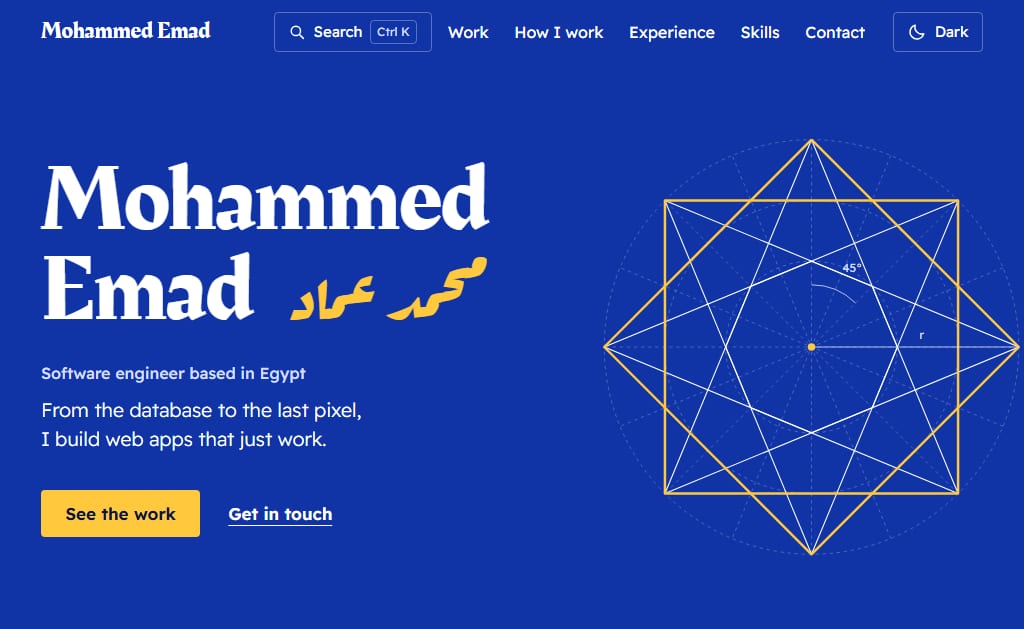 Mohammed Emad
Search Ctrl K
Work
How I work
Experience
Skills
Contact
Dark
Mohammed
Emad محمد عماد
Software engineer based in Egypt
From the database to the last pixel,
I build web apps that just work.
See the work
Get in touch
45°
r